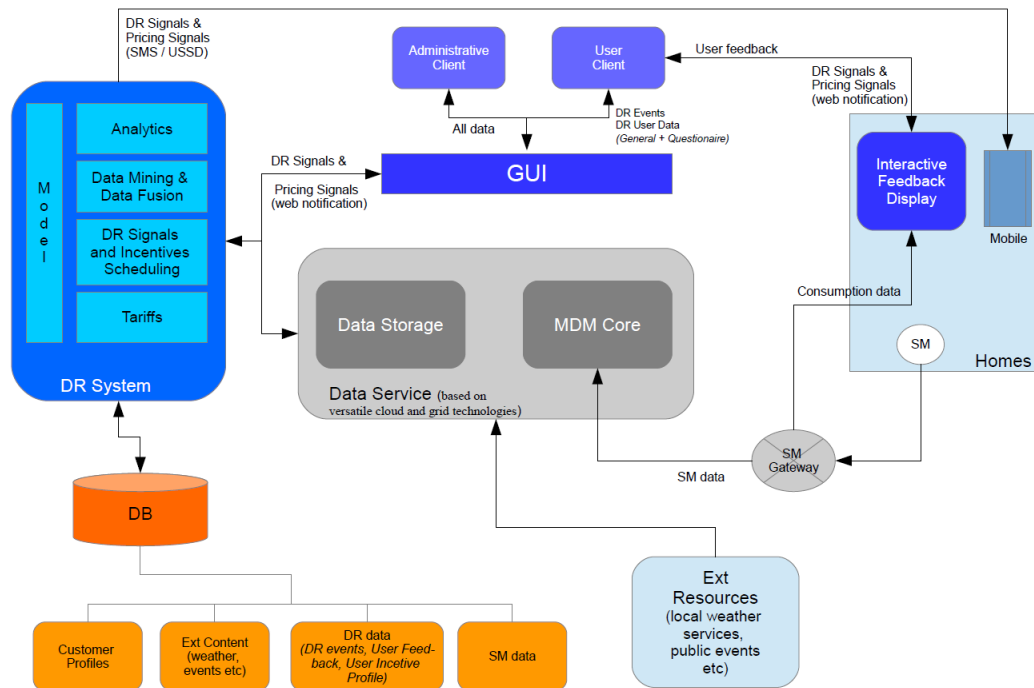 DR Signals &
Pricing Signals
(SMS / USSD)
Administrative
Client
User
Client
User feedback
DR Signals &
Pricing Signals
(web notification)
All data
DR Events
DR User Data
(General + Questionaire)
Model
Analytics
Data Mining &
Data Fusion
DR Signals
and Incentives
Scheduling
Tariffs
DR System
DR Signals &
Pricing Signals
(web notification)
GUI
Interactive
Feedback
Display
Mobile
Consumption data
SM
Homes
Data Storage
MDM Core
Data Service (based on
versatile cloud and grid technologies)
SM
Gateway
SM data
DB
Ext
Resources
(local weather
services,
public events
etc)
Customer
Profiles
Ext Content
(weather,
events etc)
DR data
(DR events, User Feed-
back, User Incetive
Profile)
SM data